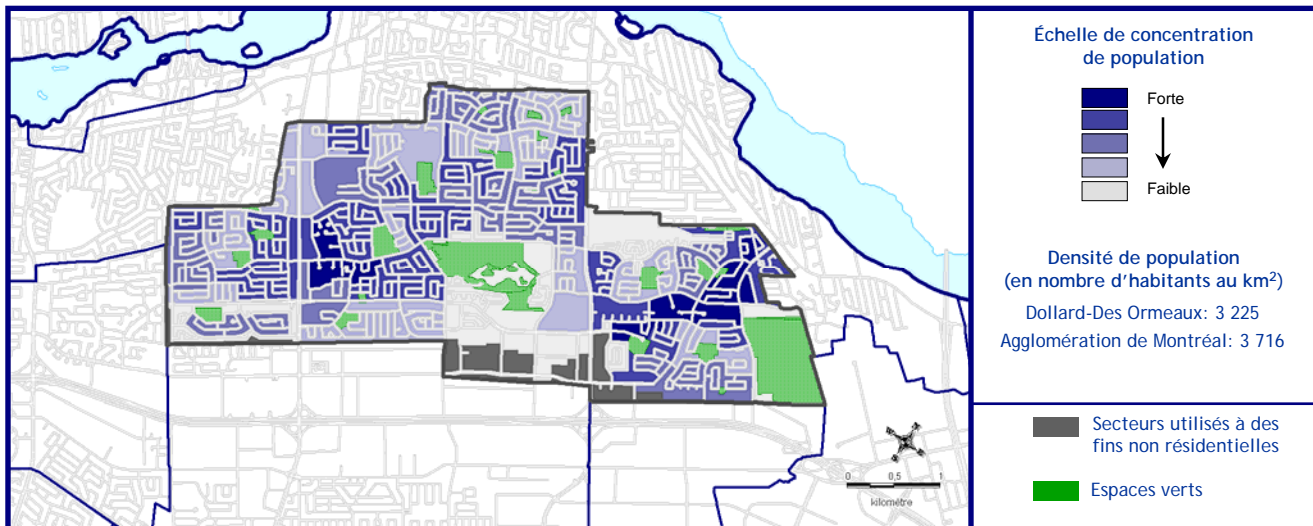 Échelle de concentration
de population
Forte
Faible
Densité de population
(en nombre d'habitants au km²)
Dollard-Des Ormeaux: 3 225
Agglomération de Montréal: 3 716
Secteurs utilisés à des
fins non résidentielles
Espaces verts
0 0,5 1
kilomètre